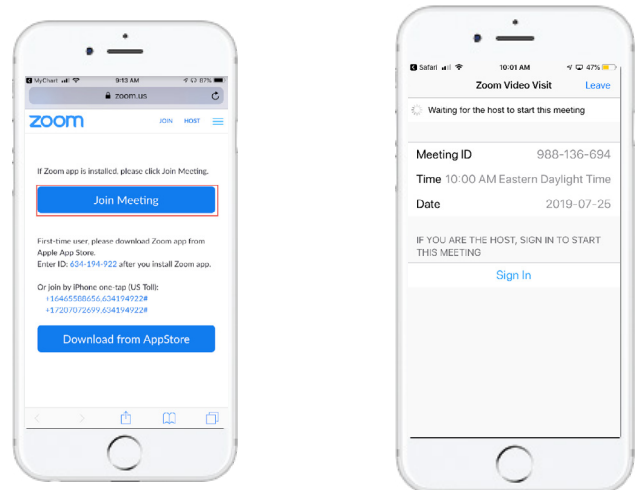 MyChart 9:13 AM 87%
zoom.us
zoom JOIN HOST
If Zoom app is installed, please click Join Meeting.
Join Meeting
First-time user, please download Zoom app from
Apple App Store.
Enter ID: 634-194-922 after you install Zoom app.
Or join by iPhone one-tap (US Toll):
+16465588656,634194922#
+17207072699,634194922#
Download from AppStore
Safari 10:01 AM 47%
Zoom Video Visit Leave
Waiting for the host to start this meeting
Meeting ID 988-136-694
Time 10:00 AM Eastern Daylight Time
Date 2019-07-25
IF YOU ARE THE HOST, SIGN IN TO START
THIS MEETING
Sign In